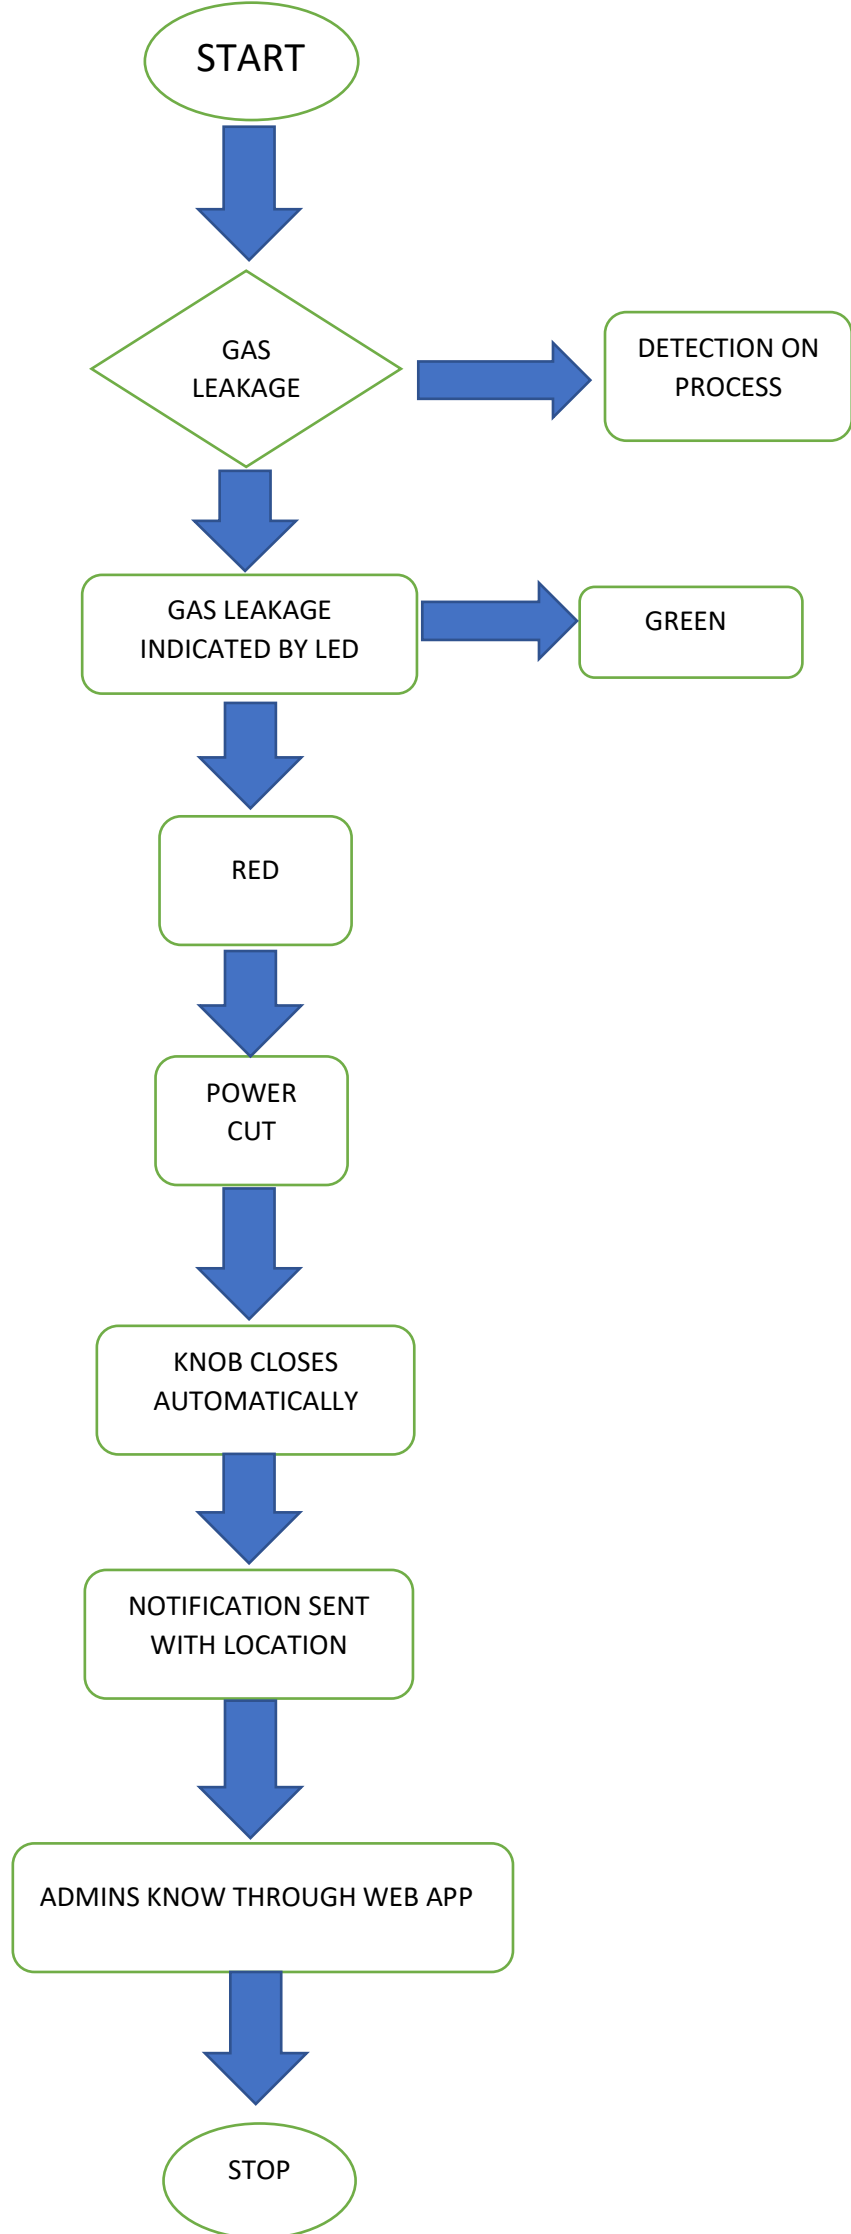 START
GAS
LEAKAGE
DETECTION ON
PROCESS
GAS LEAKAGE
INDICATED BY LED
GREEN
RED
POWER
CUT
KNOB CLOSES
AUTOMATICALLY
NOTIFICATION SENT
WITH LOCATION
ADMINS KNOW THROUGH WEB APP
STOP